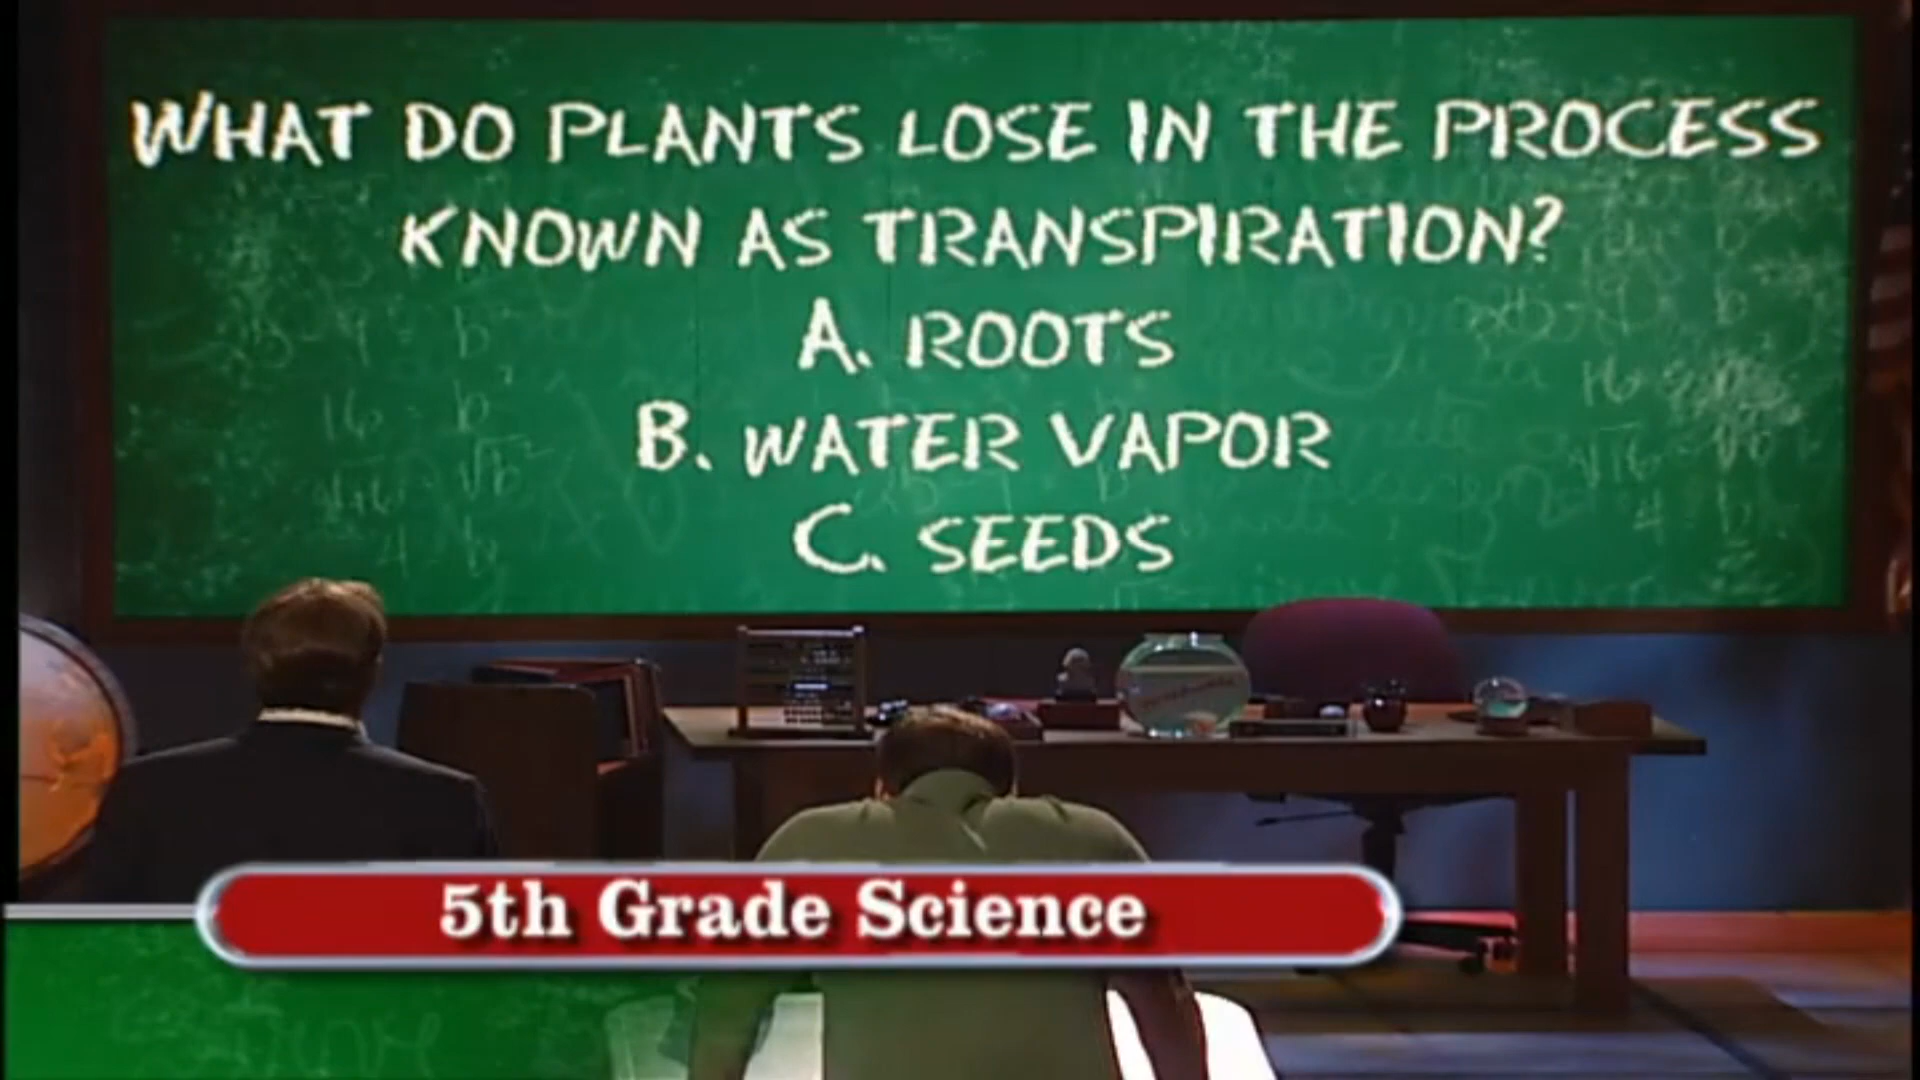 WHAT DO PLANTS LOSE IN THE PROCESS
KNOWN AS TRANSPIRATION?
A. ROOTS
B. WATER VAPOR
C. SEEDS
5th Grade Science